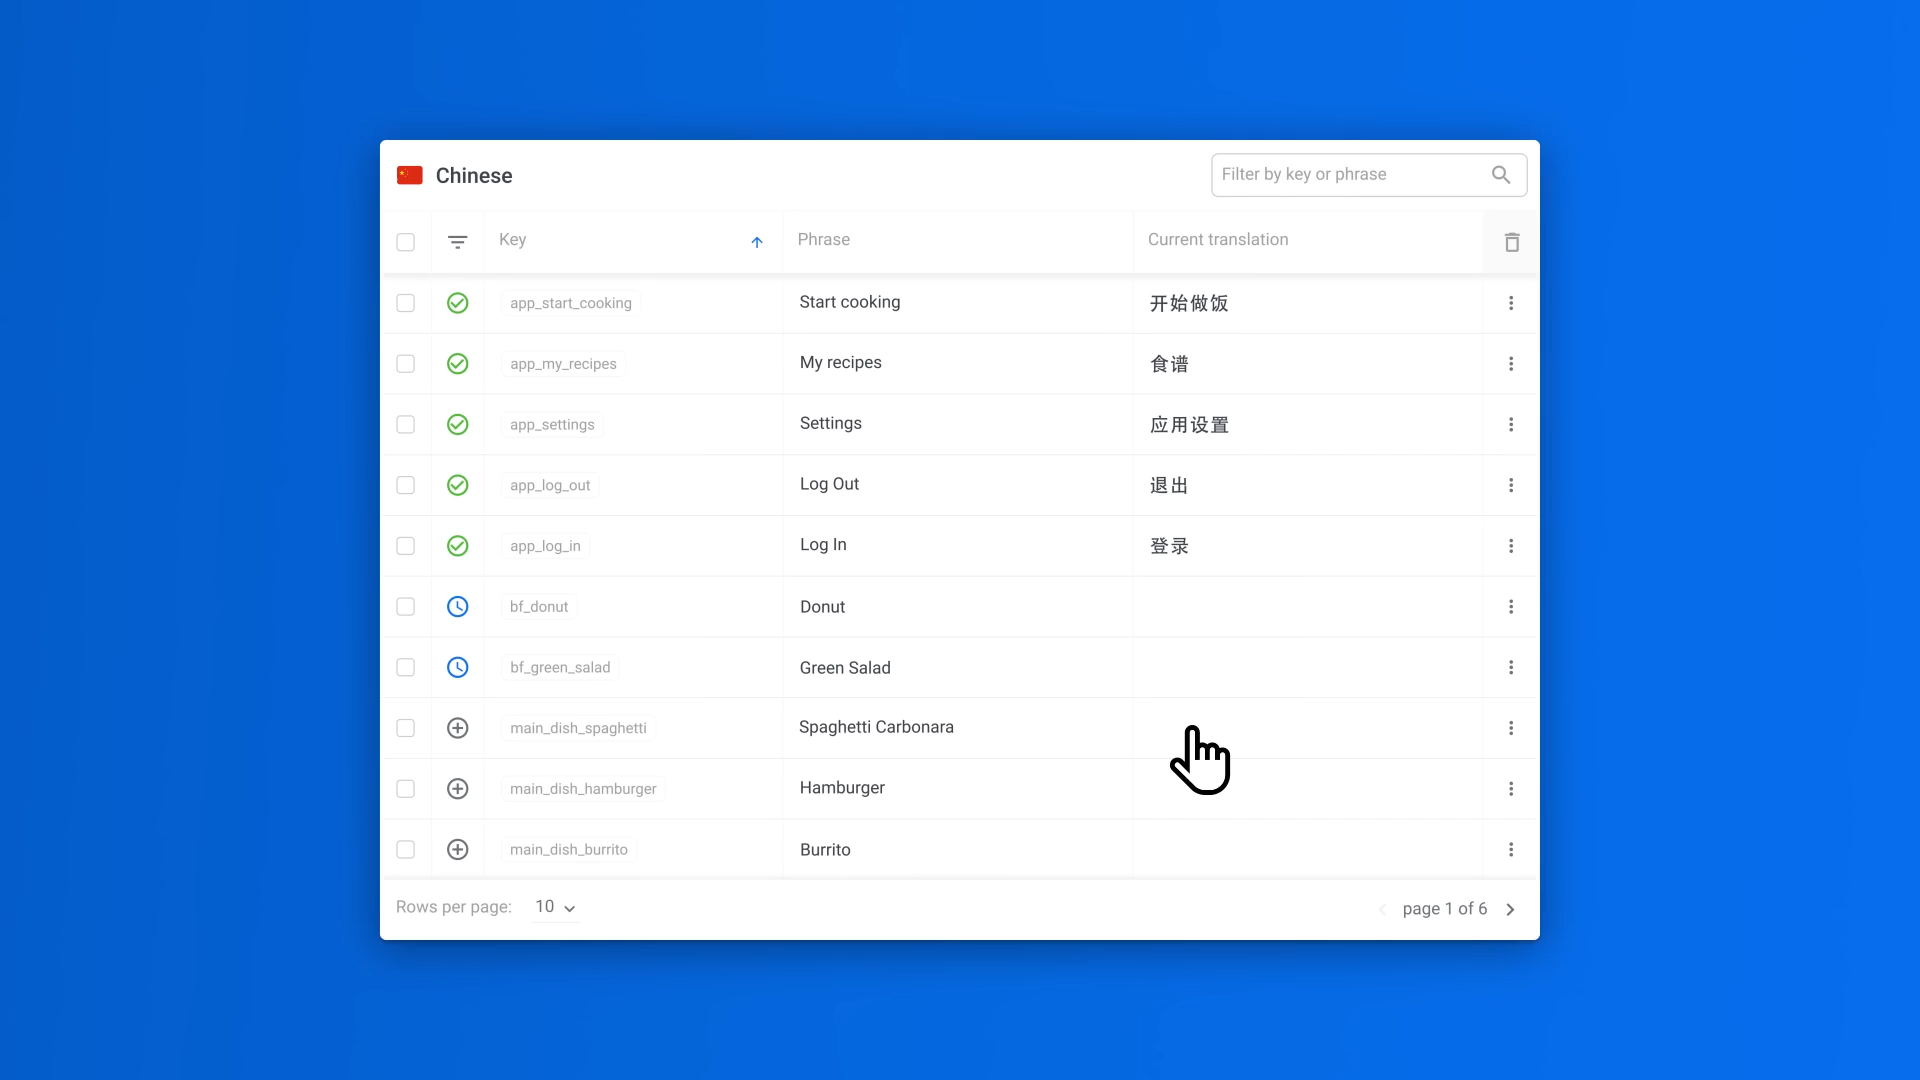 Chinese
Filter by key or phrase
Key
Phrase
Current translation
app_start_cooking
Start cooking
开始做饭
app_my_recipes
My recipes
食谱
app_settings
Settings
应用设置
app_log_out
Log Out
退出
app_log_in
Log In
登录
bf_donut
Donut
bf_green_salad
Green Salad
main_dish_spaghetti
Spaghetti Carbonara
main_dish_hamburger
Hamburger
main_dish_burrito
Burrito
Rows per page: 10
page 1 of 6